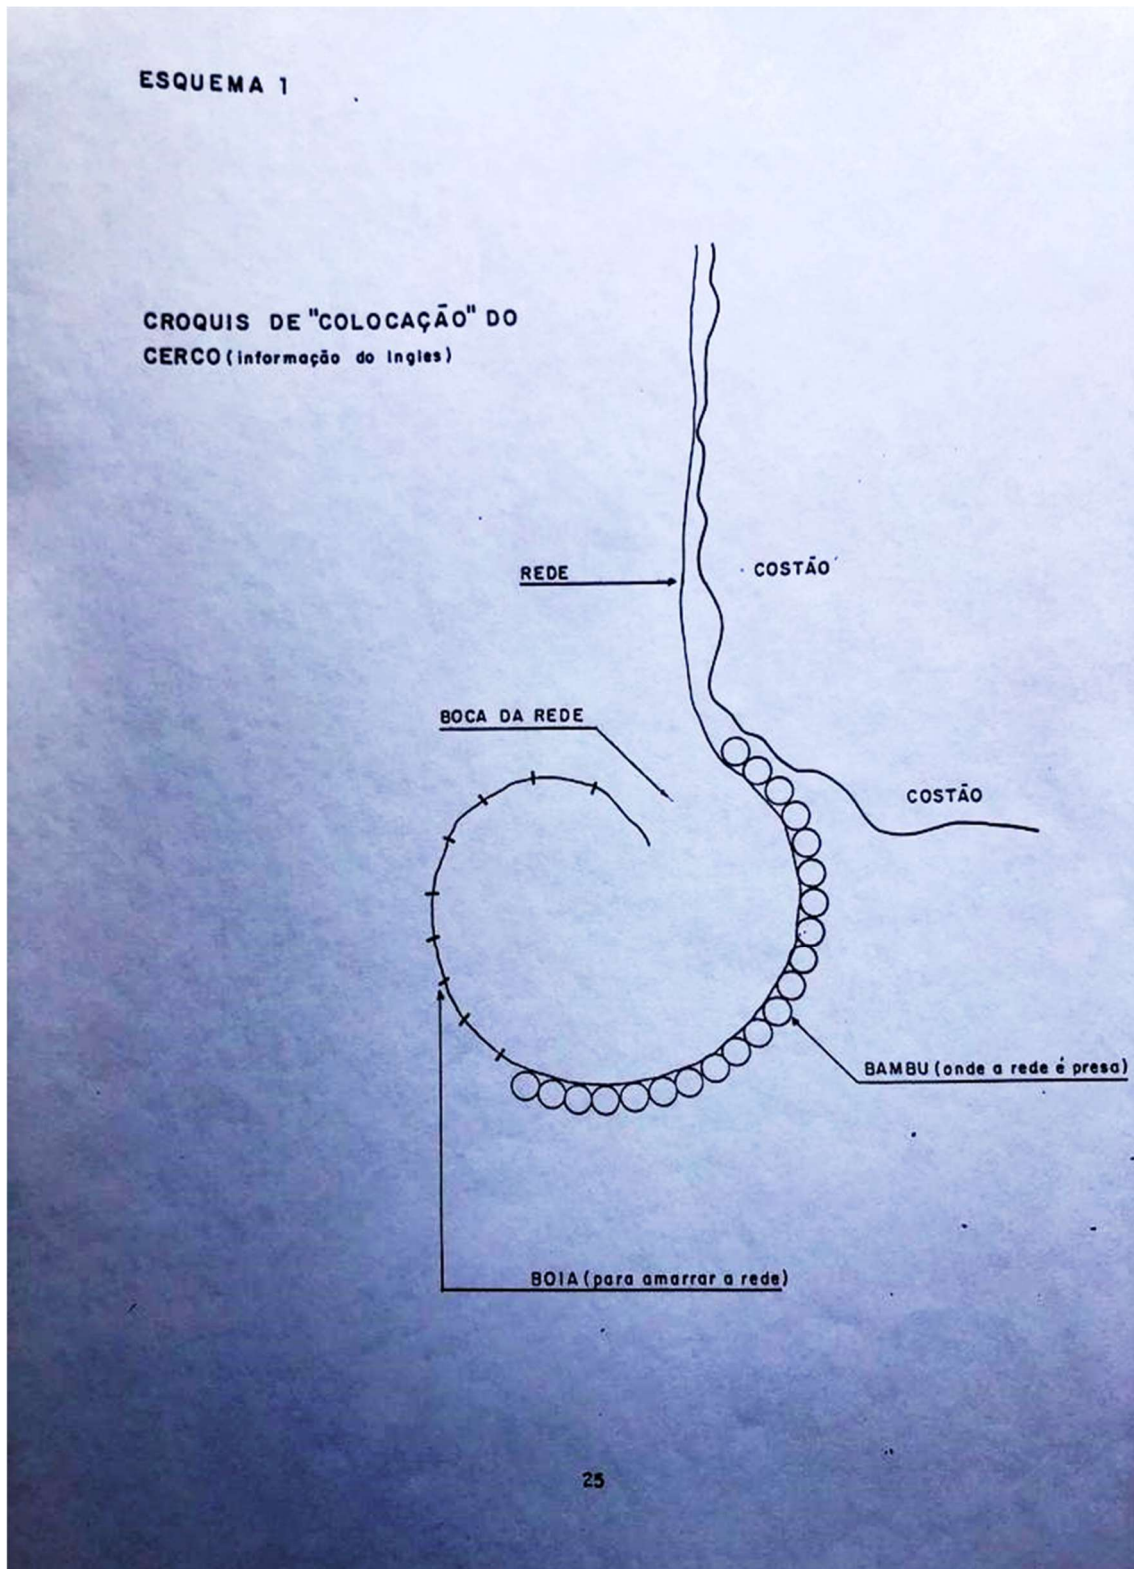 ESQUEMA 1
CROQUIS DE "COLOCAÇÃO" DO
CERCO (informação do Ingles)
REDE
COSTÃO
BOCA DA REDE
COSTÃO
BAMBU (onde a rede é presa)
BOIA (para amarrar a rede)
25